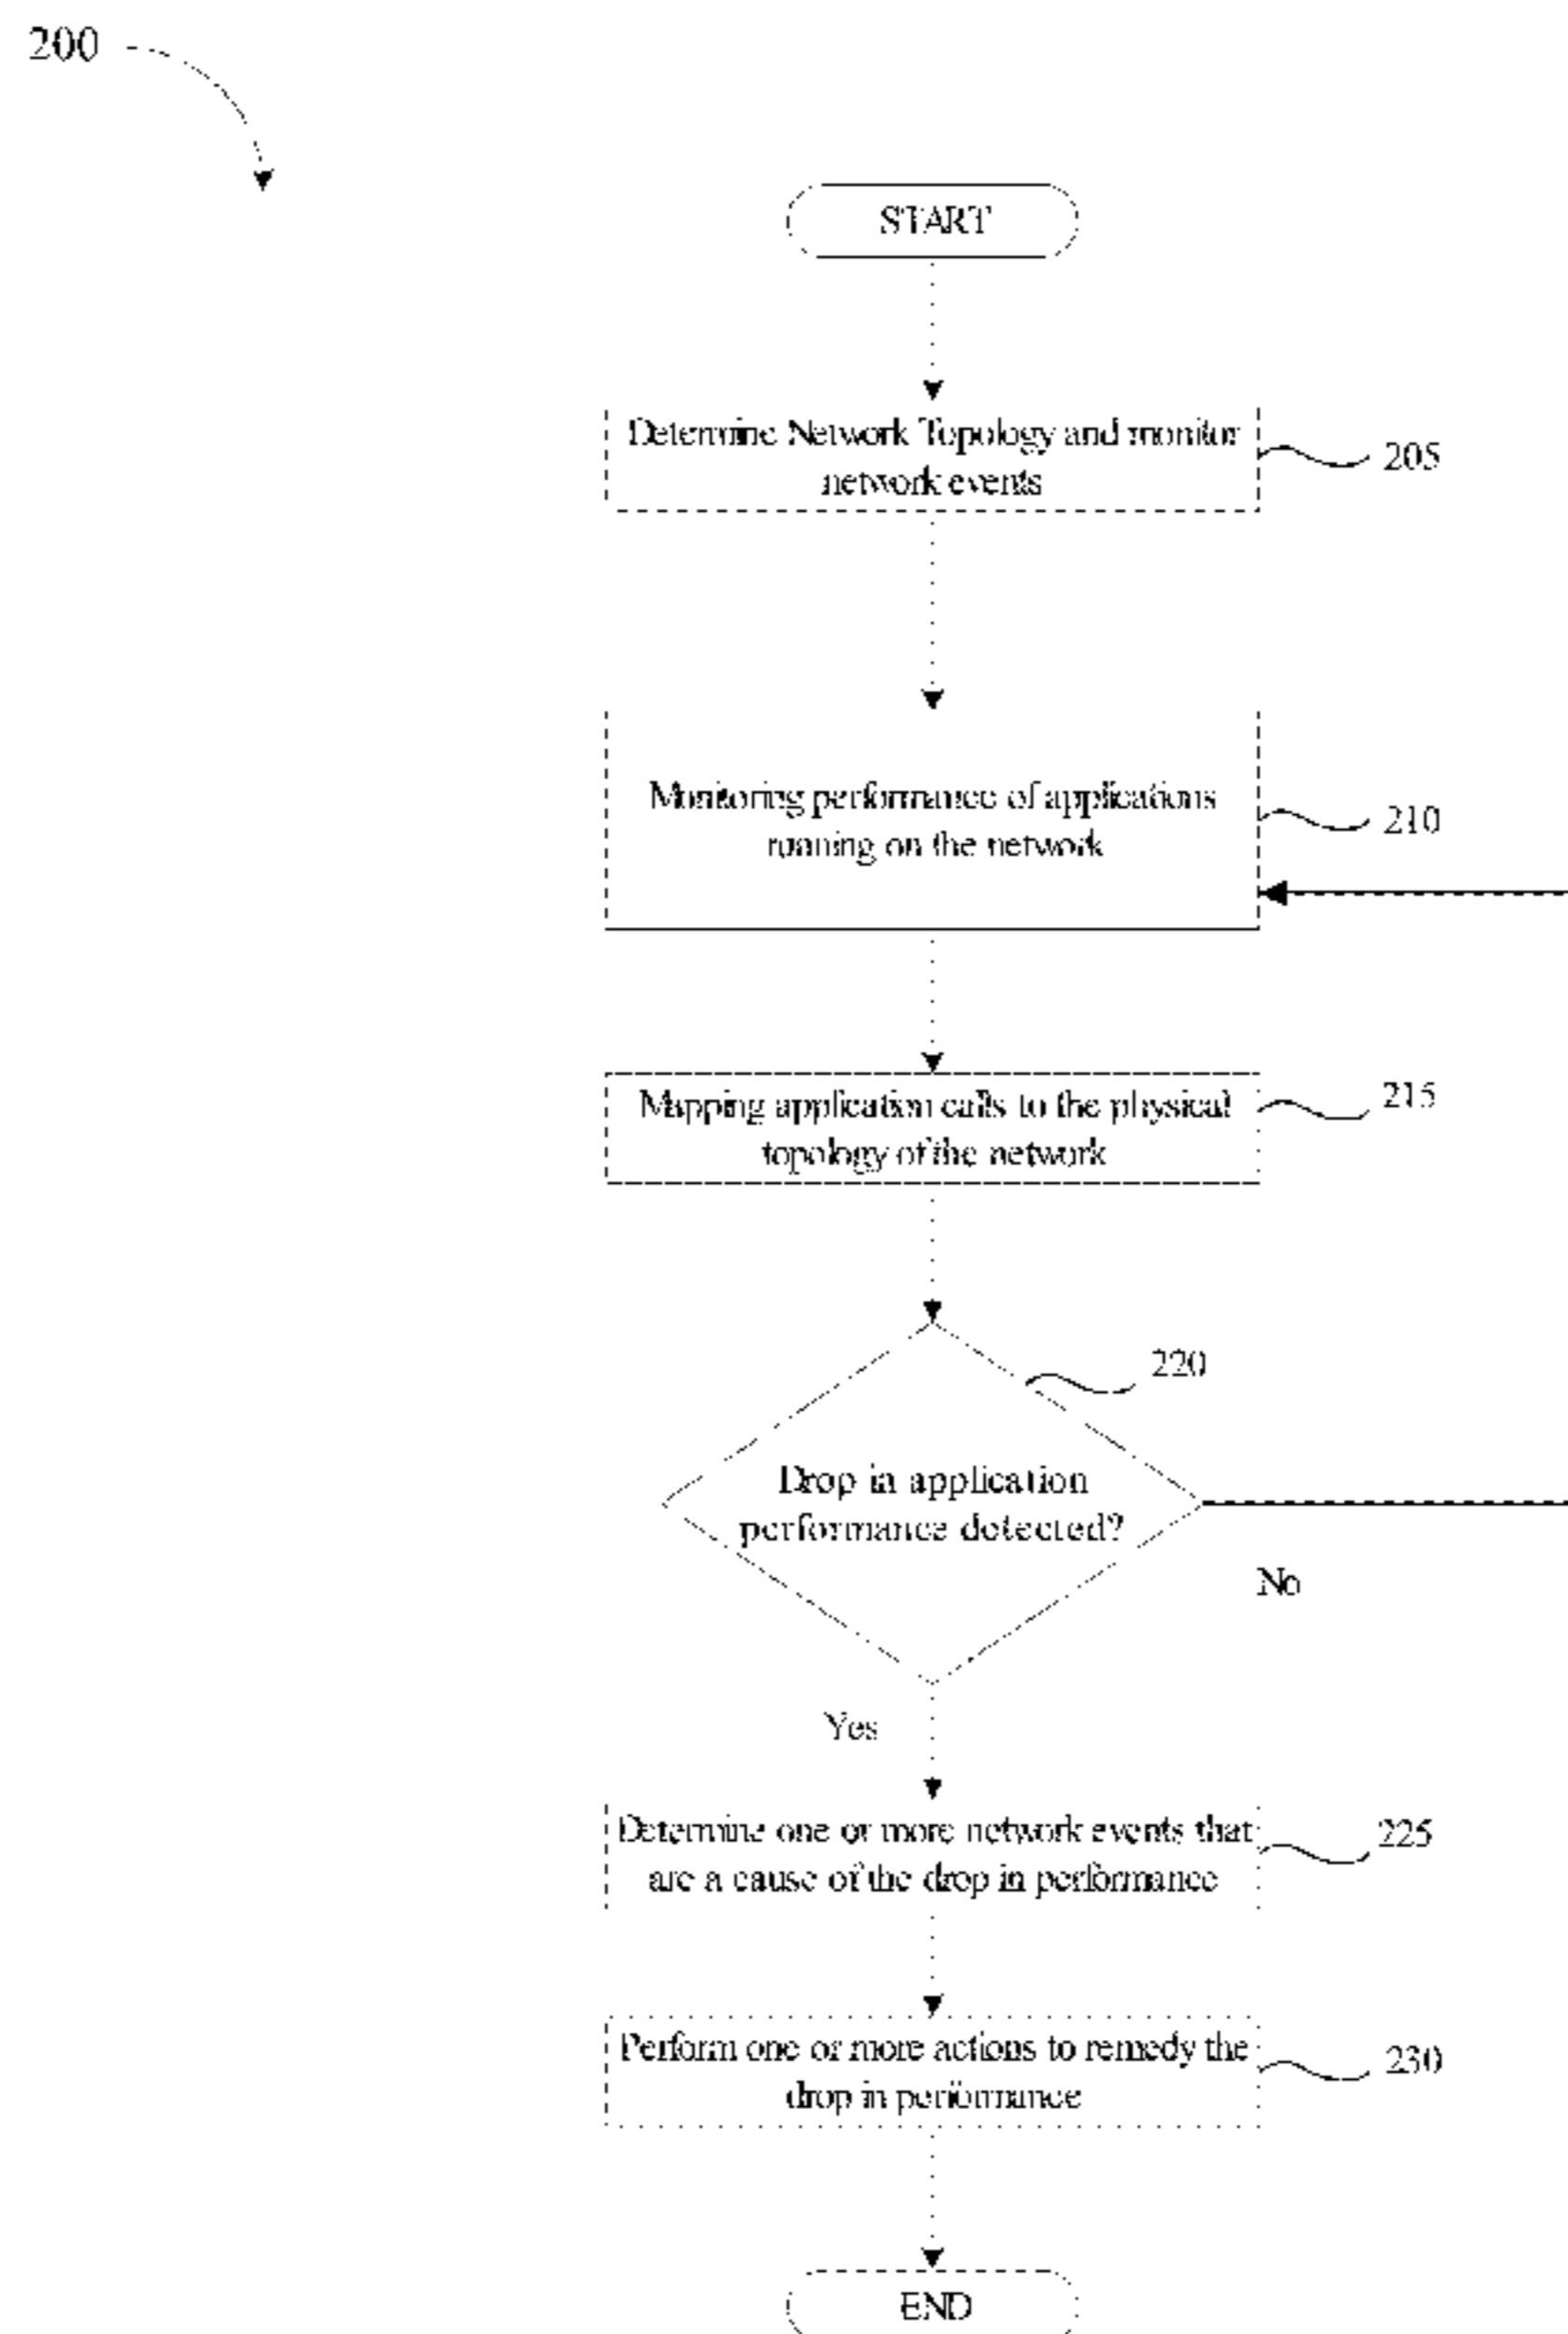 200
START
Determine Network Topology and monitor
network events
205
Monitoring performance of applications
running on the network
210
Mapping application calls to the physical
topology of the network
215
220
Drop in application
performance detected?
No
Yes
Determine one or more network events that
are a cause of the drop in performance
225
Perform one or more actions to remedy the
drop in performance
230
END